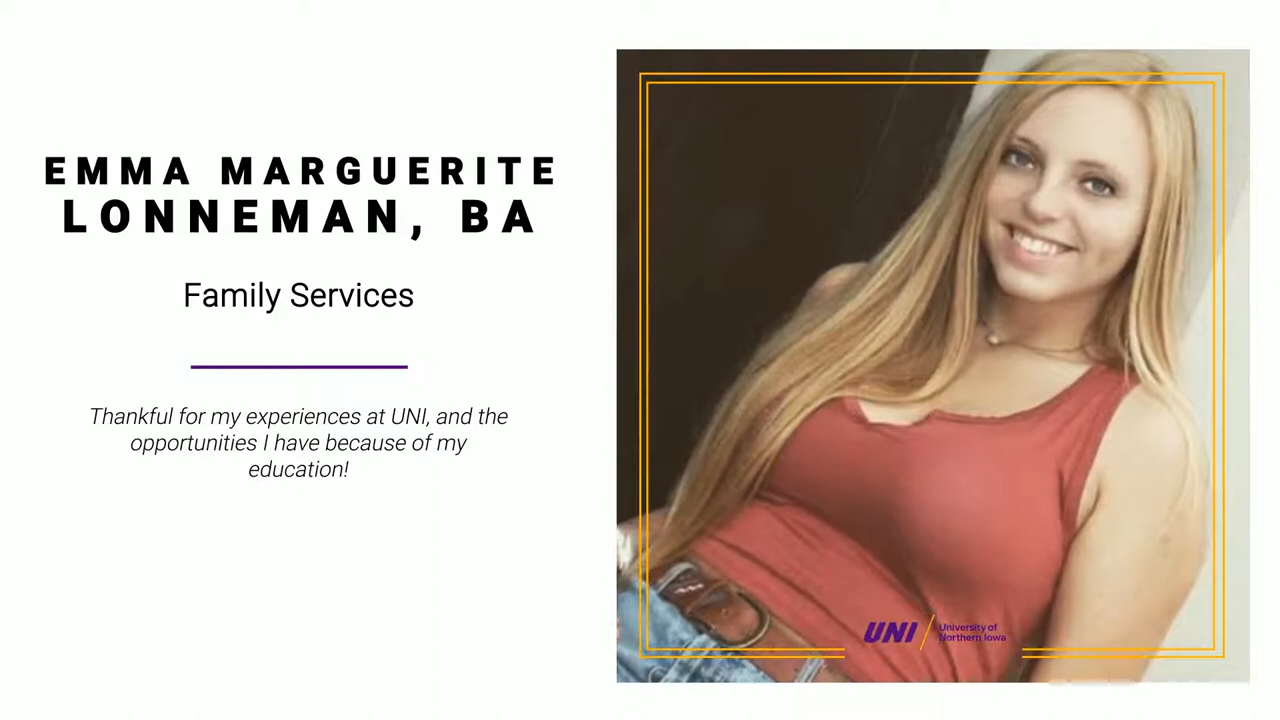 EMMA MARGUERITE
LONNEMAN, BA
Family Services
Thankful for my experiences at UNI, and the
opportunities I have because of my
education!
UNI
University of
Northern Iowa